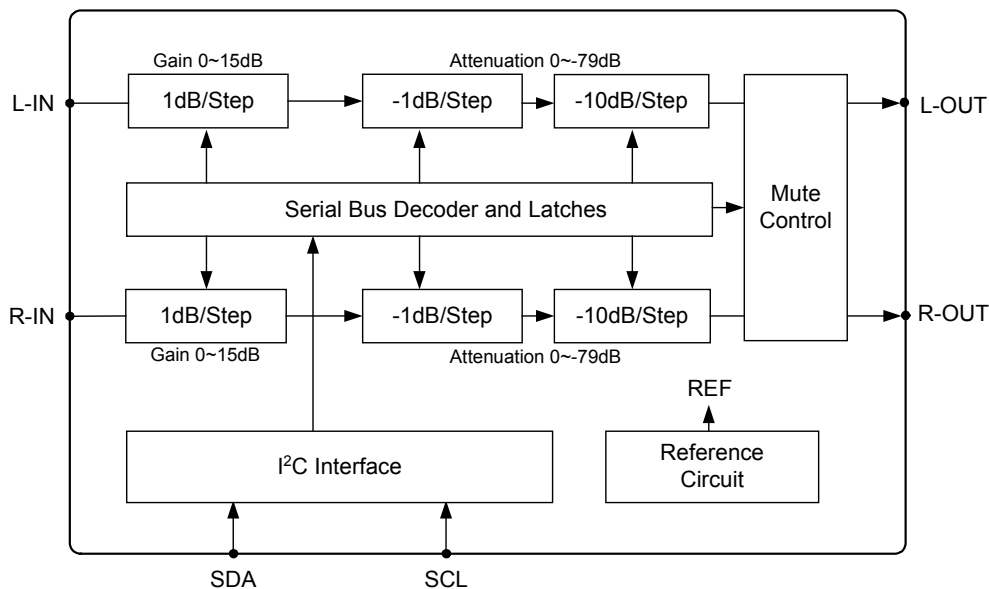 Gain 0~15dB
Attenuation 0~-79dB
L-IN
1dB/Step
-1dB/Step
-10dB/Step
L-OUT
Serial Bus Decoder and Latches
Mute
Control
R-IN
1dB/Step
-1dB/Step
-10dB/Step
R-OUT
Gain 0~15dB
Attenuation 0~-79dB
REF
I²C Interface
Reference
Circuit
SDA
SCL